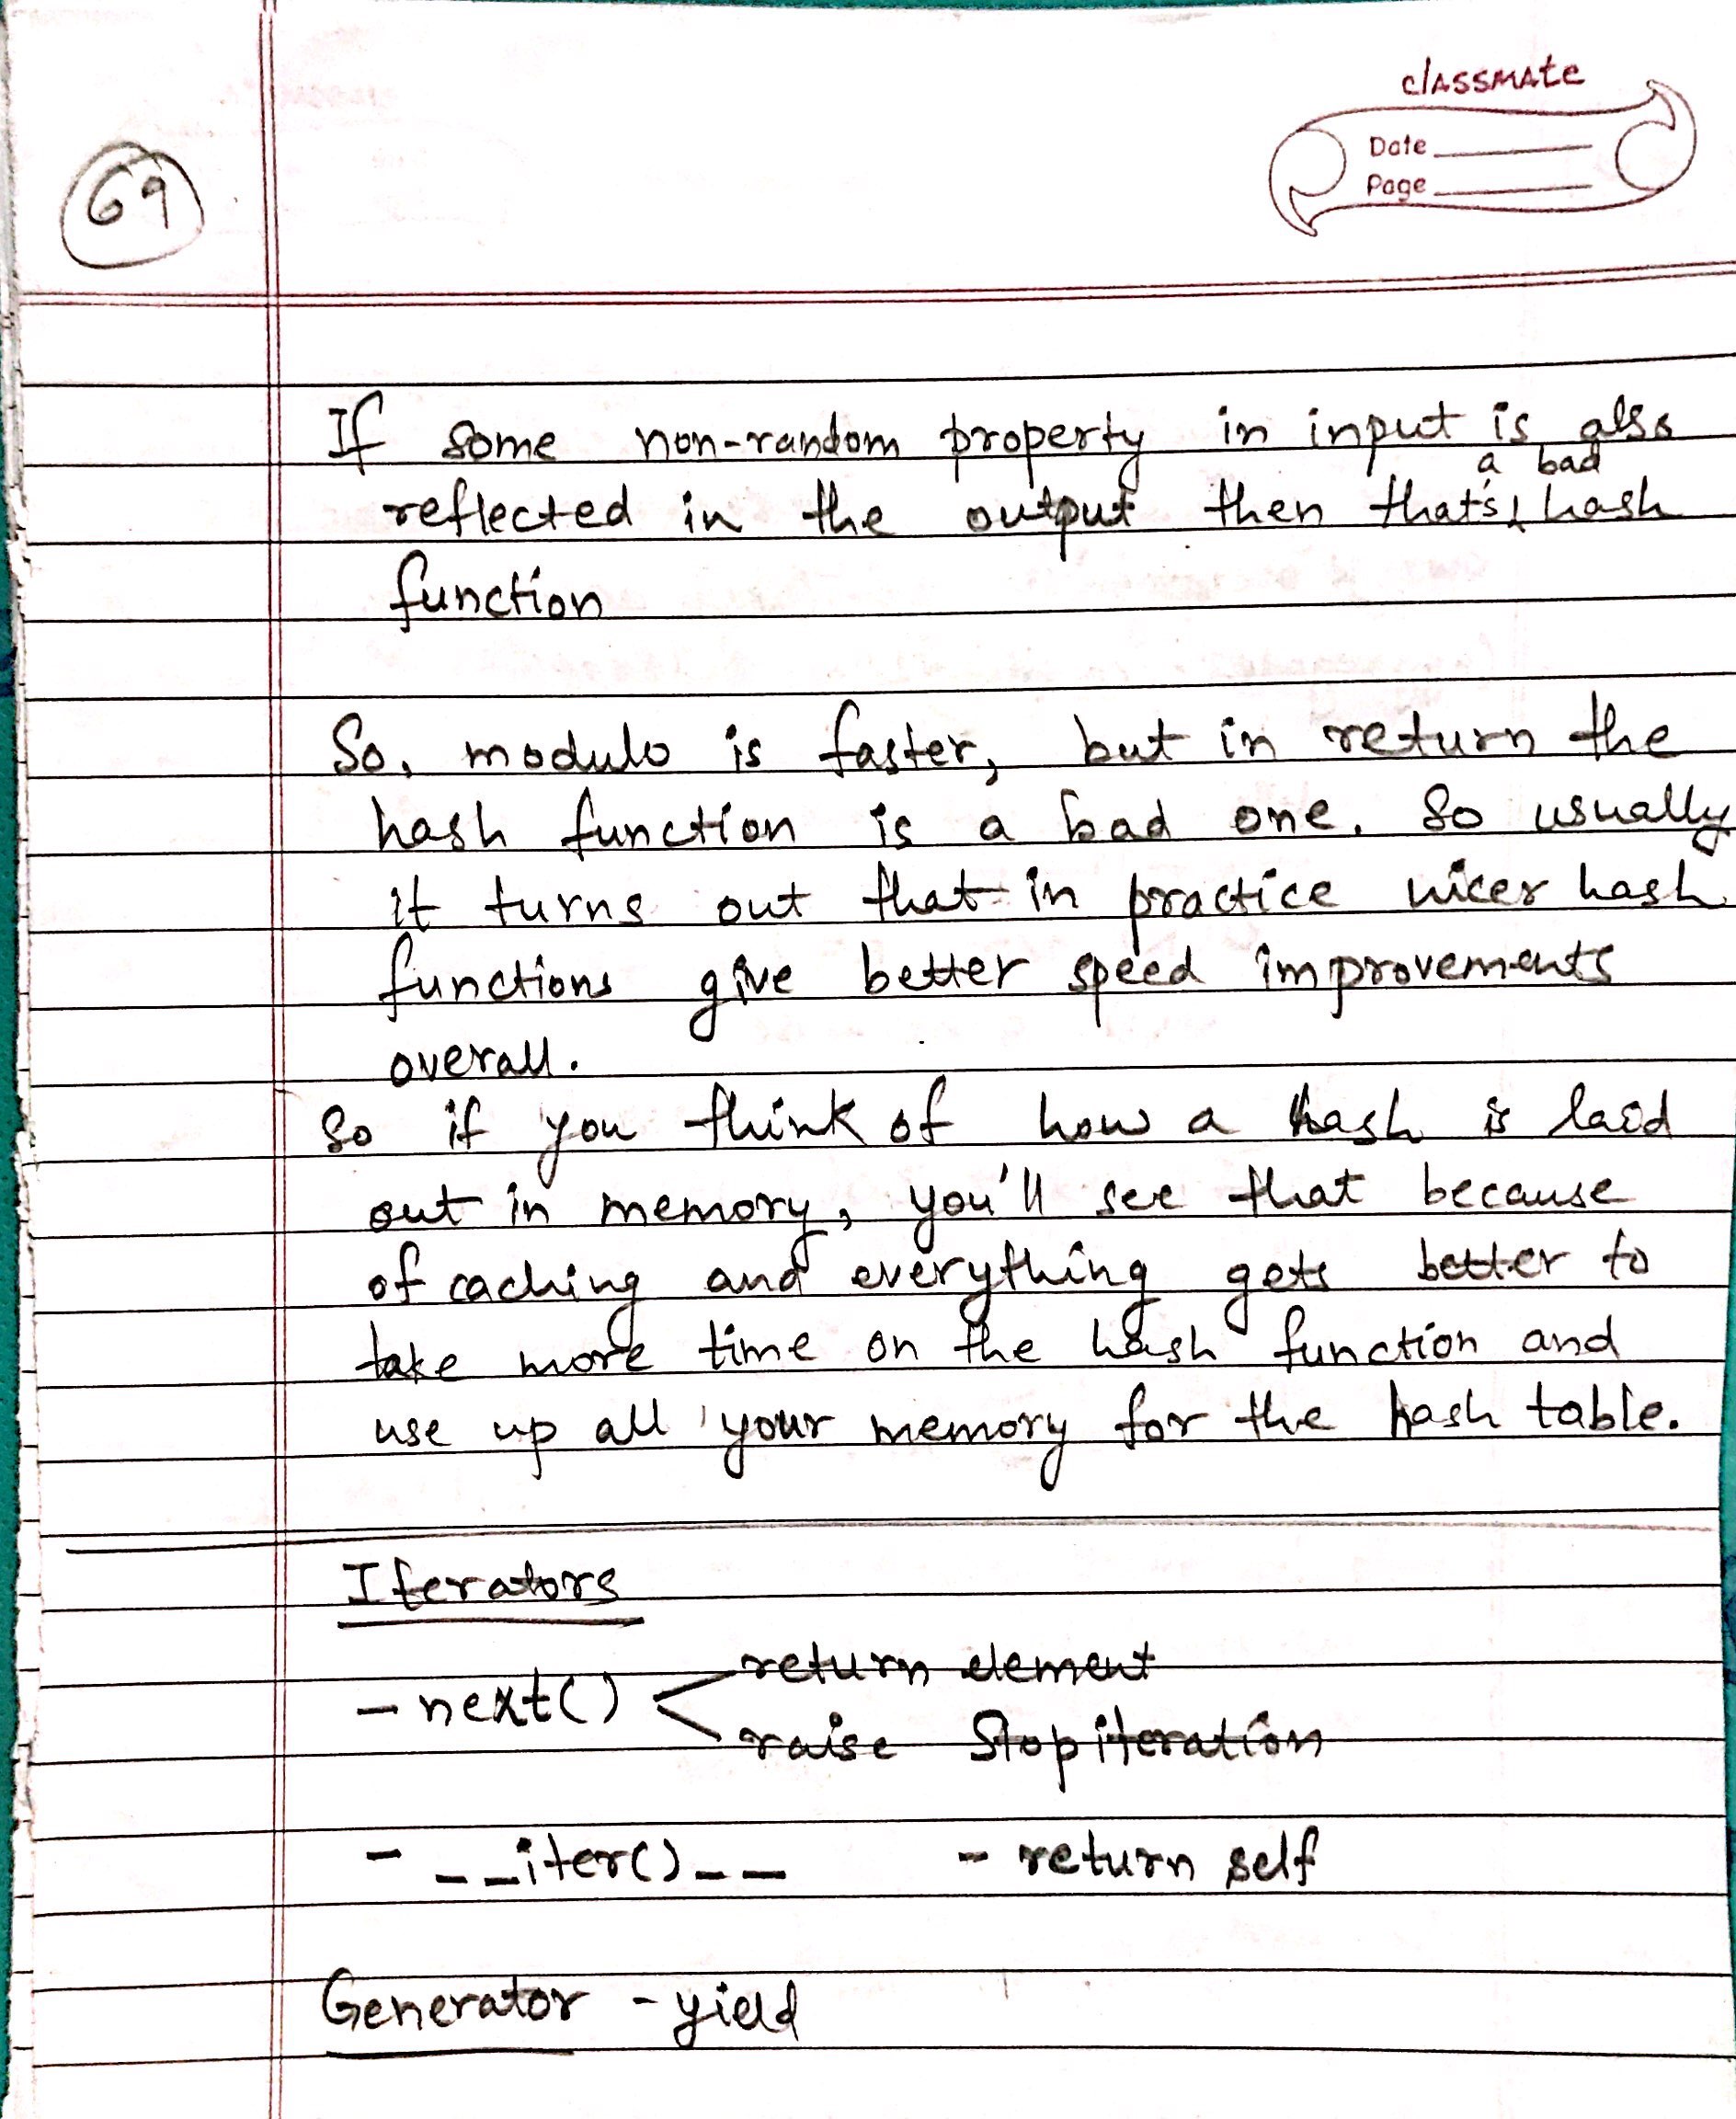 classmate
Date
Page
69
If some non-random property in input is also
a bad
reflected in the output then that's hash
function
So, modulo is faster, but in return the
hash function is a bad one. So usually
it turns out that in practice nicer hash
functions give better speed improvements
overall.
So if you think of how a hash is laid
out in memory, you'll see that because
of caching and everything gets better to
take more time on the hash function and
use up all your memory for the hash table.
Iterators
- next() < return element
raise Stopiteration
- __iter()__ - return self
Generator - yield